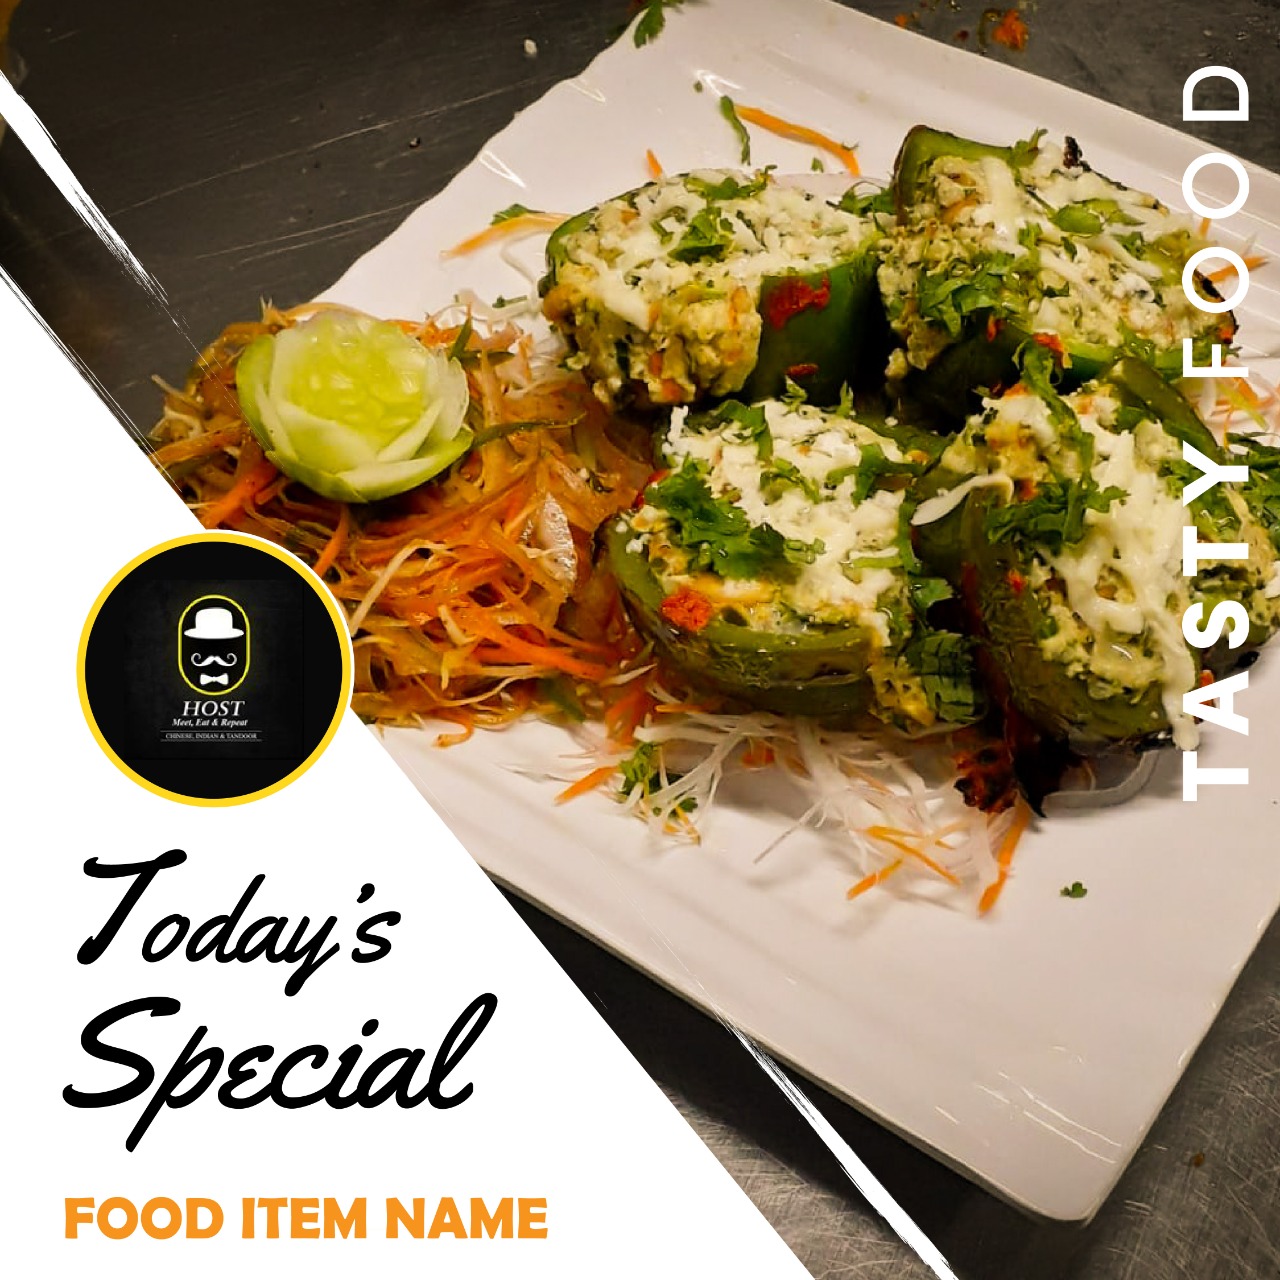 TASTY FOOD
HOST
Meet, Eat & Repeat
CHINESE, INDIAN & TANDOOR
Today's
Special
FOOD ITEM NAME